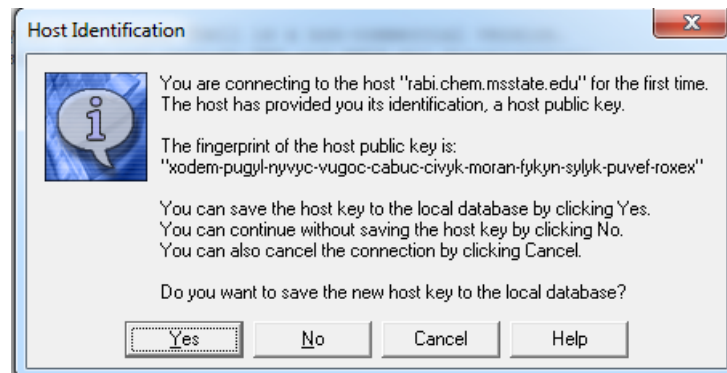 Host Identification
You are connecting to the host "rabi.chem.msstate.edu" for the first time.
The host has provided you its identification, a host public key.
The fingerprint of the host public key is:
"xodem-pugyl-nyvyc-vugoc-cabuc-civyk-moran-fykyn-sylyk-puvef-roxex"
You can save the host key to the local database by clicking Yes.
You can continue without saving the host key by clicking No.
You can also cancel the connection by clicking Cancel.
Do you want to save the new host key to the local database?
Yes No Cancel Help